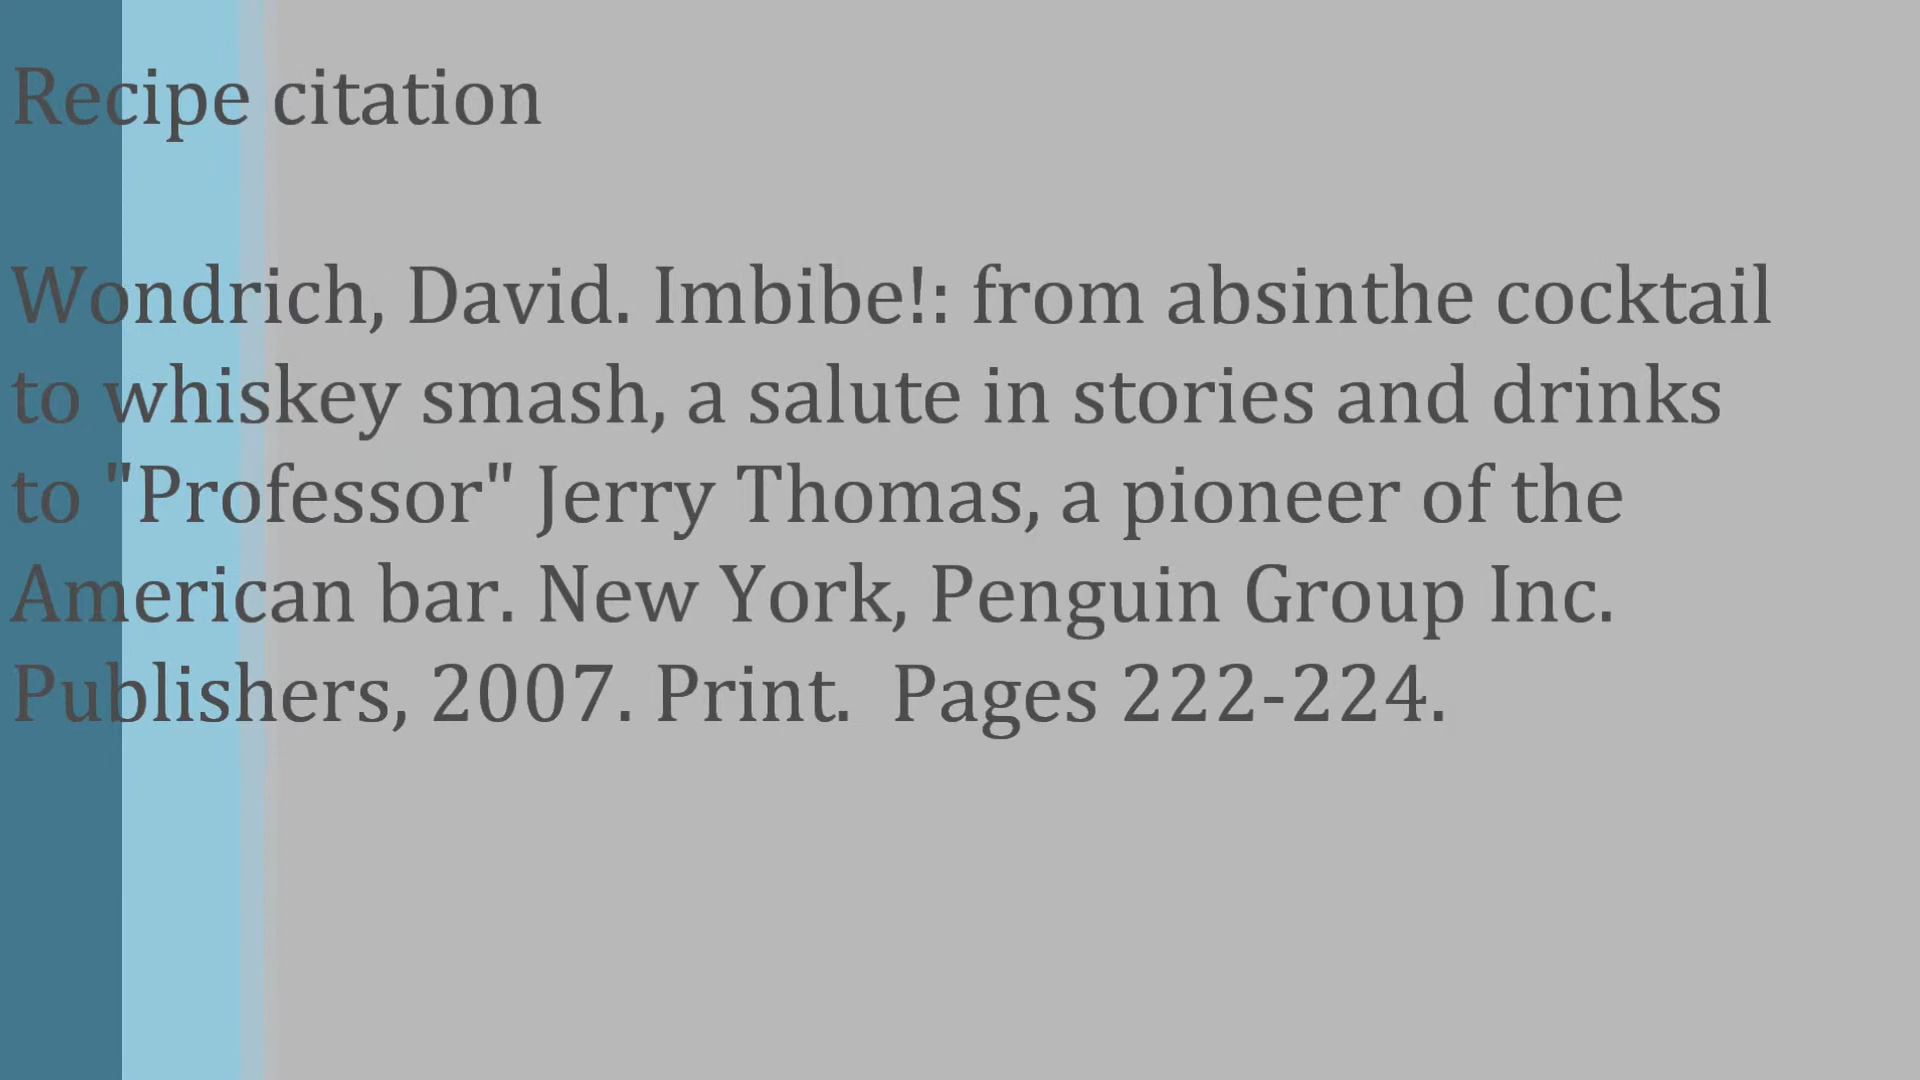 Recipe citation
Wondrich, David. Imbibe!: from absinthe cocktail
to whiskey smash, a salute in stories and drinks
to "Professor" Jerry Thomas, a pioneer of the
American bar. New York, Penguin Group Inc.
Publishers, 2007. Print.  Pages 222-224.